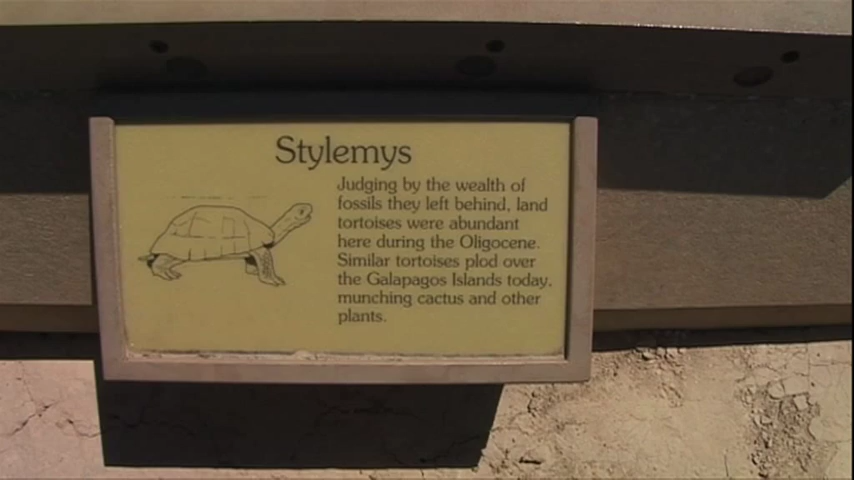 Stylemys
Judging by the wealth of
fossils they left behind, land
tortoises were abundant
here during the Oligocene.
Similar tortoises plod over
the Galapagos Islands today,
munching cactus and other
plants.